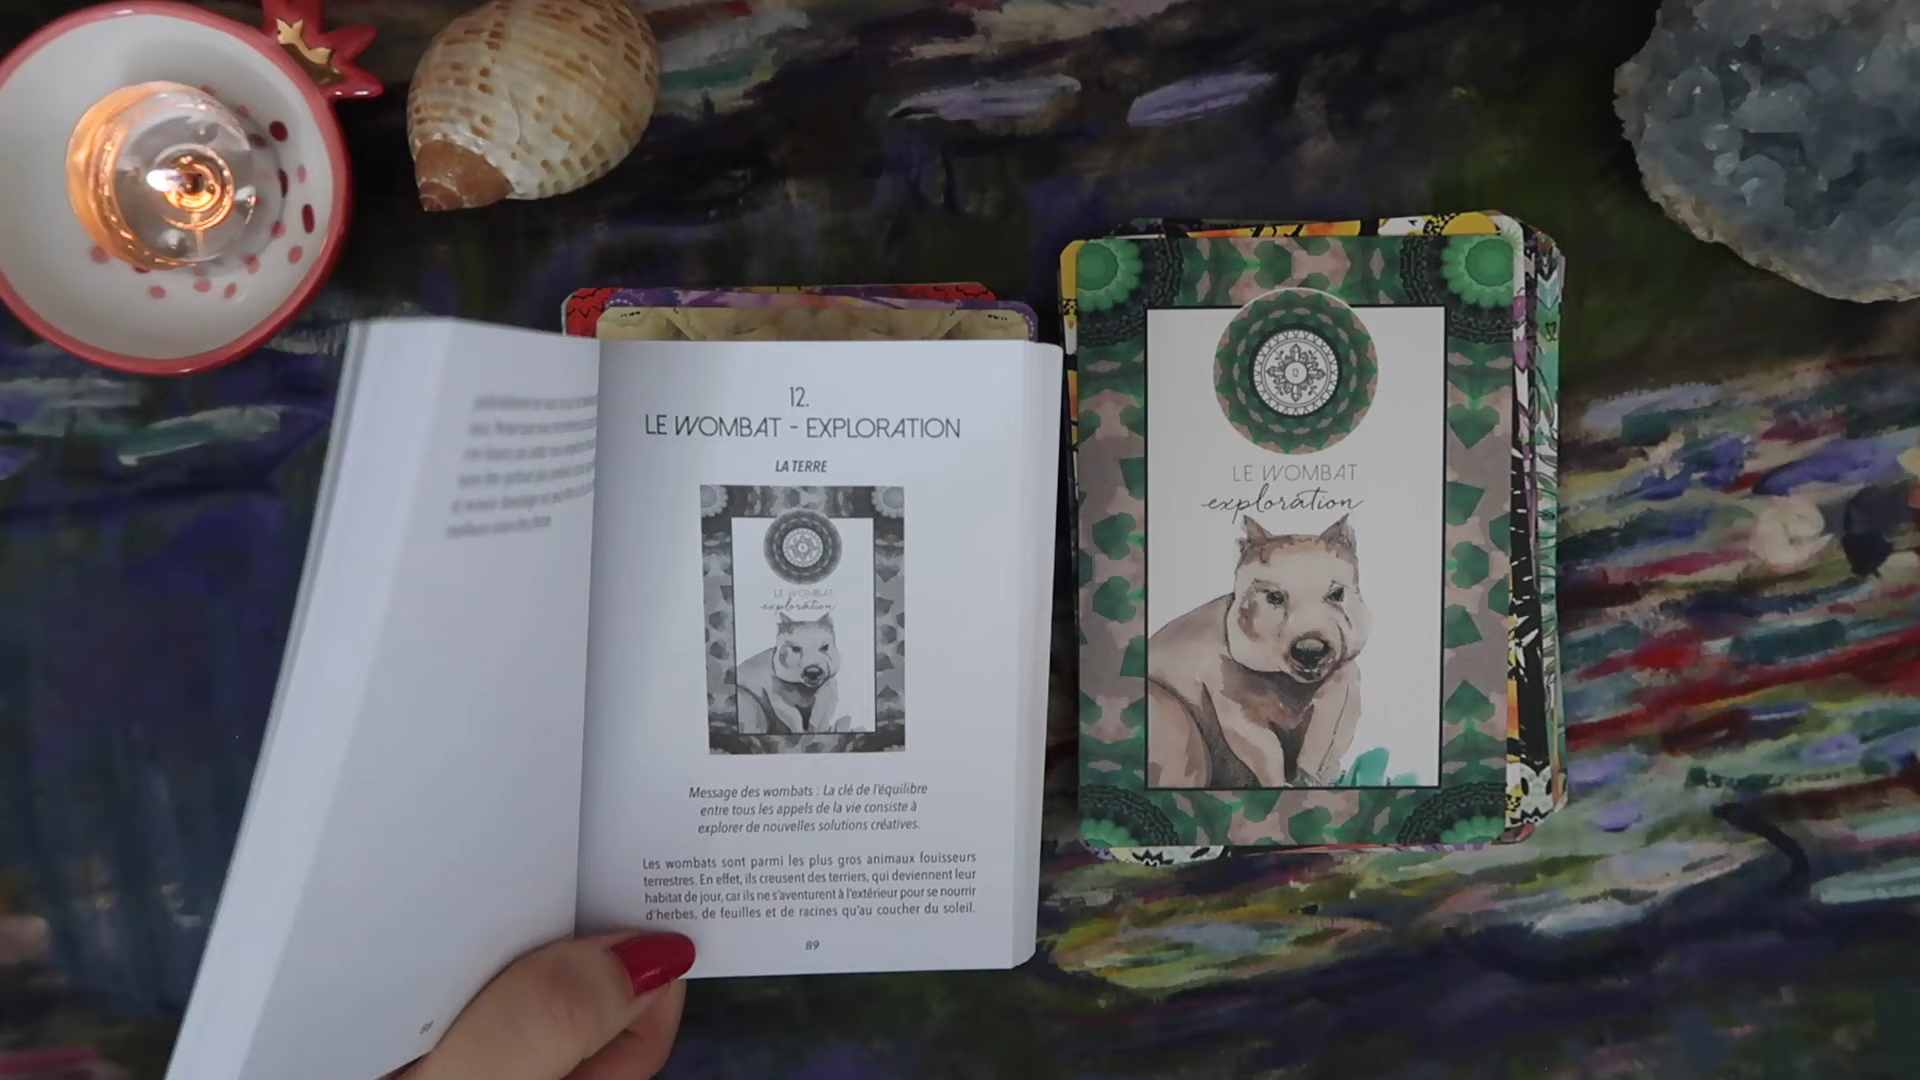 12.
LE WOMBAT - EXPLORATION
LA TERRE
LE WOMBAT
exploration
Message des wombats : La clé de l'équilibre
entre tous les appels de la vie consiste à
explorer de nouvelles solutions créatives.
Les wombats sont parmi les plus gros animaux fouisseurs
terrestres. En effet, ils creusent des terriers, qui deviennent leur
habitat de jour, car ils ne s'aventurent à l'extérieur pour se nourrir
d'herbes, de feuilles et de racines qu'au coucher du soleil.
89
12
LE WOMBAT
exploration